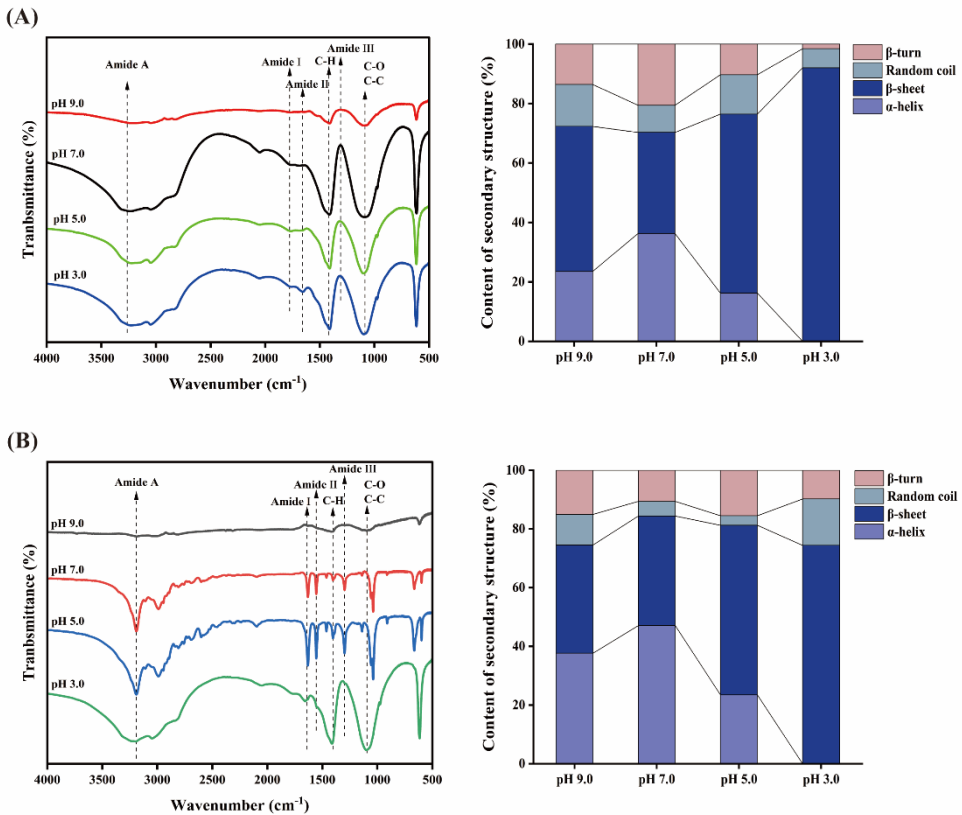 (A)
Amide A
Amide I
C-H
Amide II
Amide III
C-O
C-C
pH 9.0
pH 7.0
pH 5.0
pH 3.0
Tranbsmittance (%)
4000 3500 3000 2500 2000 1500 1000 500
Wavenumber (cm⁻¹)
Content of secondary structure (%)
100
80
60
40
20
0
pH 9.0 pH 7.0 pH 5.0 pH 3.0
β-turn
Random coil
β-sheet
α-helix
(B)
Amide A
Amide I
Amide II
C-H
Amide III
C-O
C-C
pH 9.0
pH 7.0
pH 5.0
pH 3.0
Tranbsmittance (%)
4000 3500 3000 2500 2000 1500 1000 500
Wavenumber (cm⁻¹)
Content of secondary structure (%)
100
80
60
40
20
0
pH 9.0 pH 7.0 pH 5.0 pH 3.0
β-turn
Random coil
β-sheet
α-helix